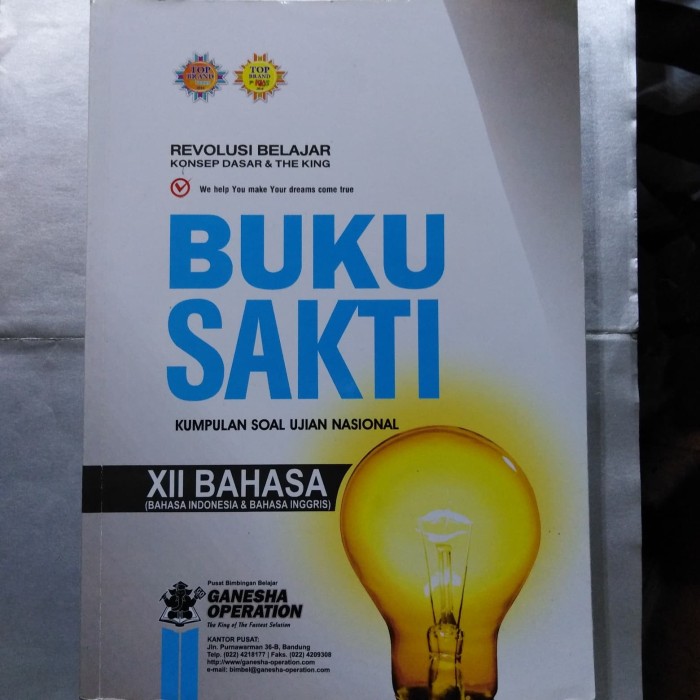 TOP
BRAND
TOP
BRAND
REVOLUSI BELAJAR
KONSEP DASAR & THE KING
We help You make Your dreams come true
BUKU
SAKTI
KUMPULAN SOAL UJIAN NASIONAL
XII BAHASA
(BAHASA INDONESIA & BAHASA INGGRIS)
Pusat Bimbingan Belajar
GANESHA
OPERATION
The King of The Fastest Solution
KANTOR PUSAT:
Jln. Purnawarman 36-B, Bandung
Telp. (022) 4218177 | Faks. (022) 4209308
http://www.ganesha-operation.com
e-mail: bimbel@ganesha-operation.com